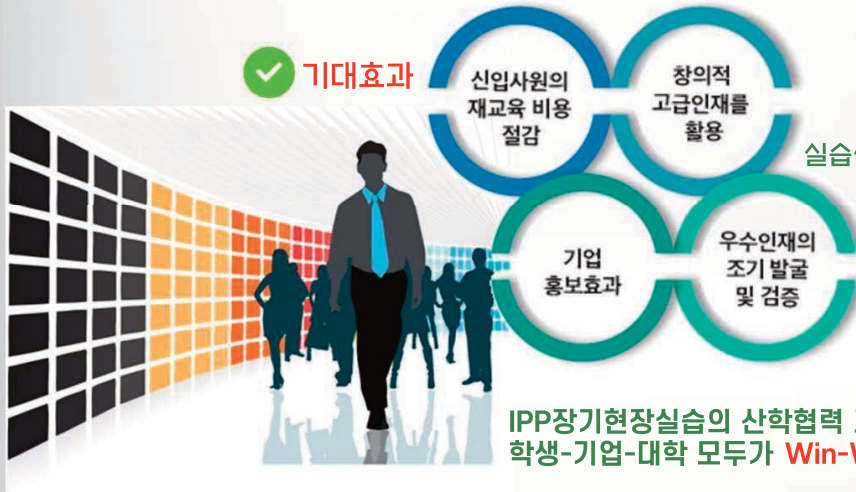 기대효과
신입사원의
재교육 비용
절감
창의적
고급인재를
활용
기업
홍보효과
우수인재의
조기 발굴
및 검증
IPP장기현장실습의 산학협력
학생-기업-대학 모두가